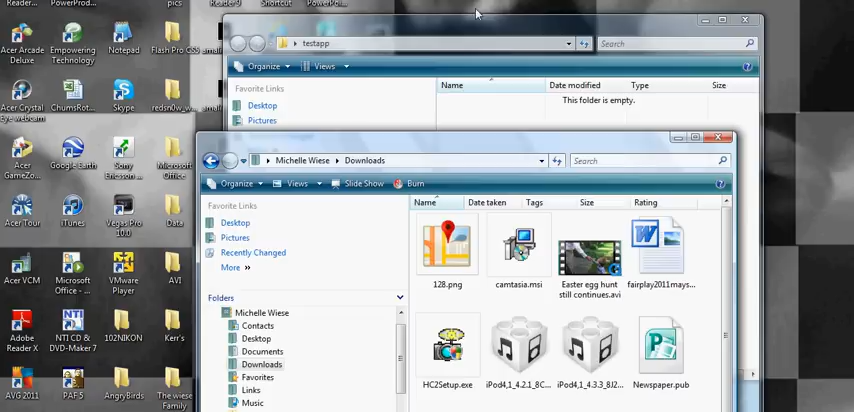 Reader...
PowerProd...
pics
Reader9
Shortcut
PowerPo...
Acer Arcade Deluxe
Empowering Technology
Notepad
Flash Pro CS5
Acer Crystal Eye webcam
ChumsRot...
Skype
redsn0w_w...
Acer GameZo...
Google Earth
Sony Ericsson ...
Microsoft Office
Acer Tour
iTunes
Vegas Pro 10.0
Data
Acer VCM
Microsoft Office - ...
VMware Player
AVI
Adobe Reader X
NTI CD & DVD-Maker 7
102NIKON
Kerr's
AVG 2011
PAF 5
AngryBirds
The wiese Family
testapp
Search
Organize
Views
Favorite Links
Desktop
Pictures
Name
Date modified
Type
Size
This folder is empty.
Michelle Wiese
Downloads
Search
Organize
Views
Slide Show
Burn
Favorite Links
Desktop
Pictures
Recently Changed
More »
Folders
Michelle Wiese
Contacts
Desktop
Documents
Downloads
Favorites
Links
Music
Name
Date taken
Tags
Size
Rating
128.png
camtasia.msi
Easter egg hunt still continues.avi
fairplay2011mays...
HC2Setup.exe
iPod4,1_4.2.1_8C...
iPod4,1_4.3.3_8J2...
Newspaper.pub